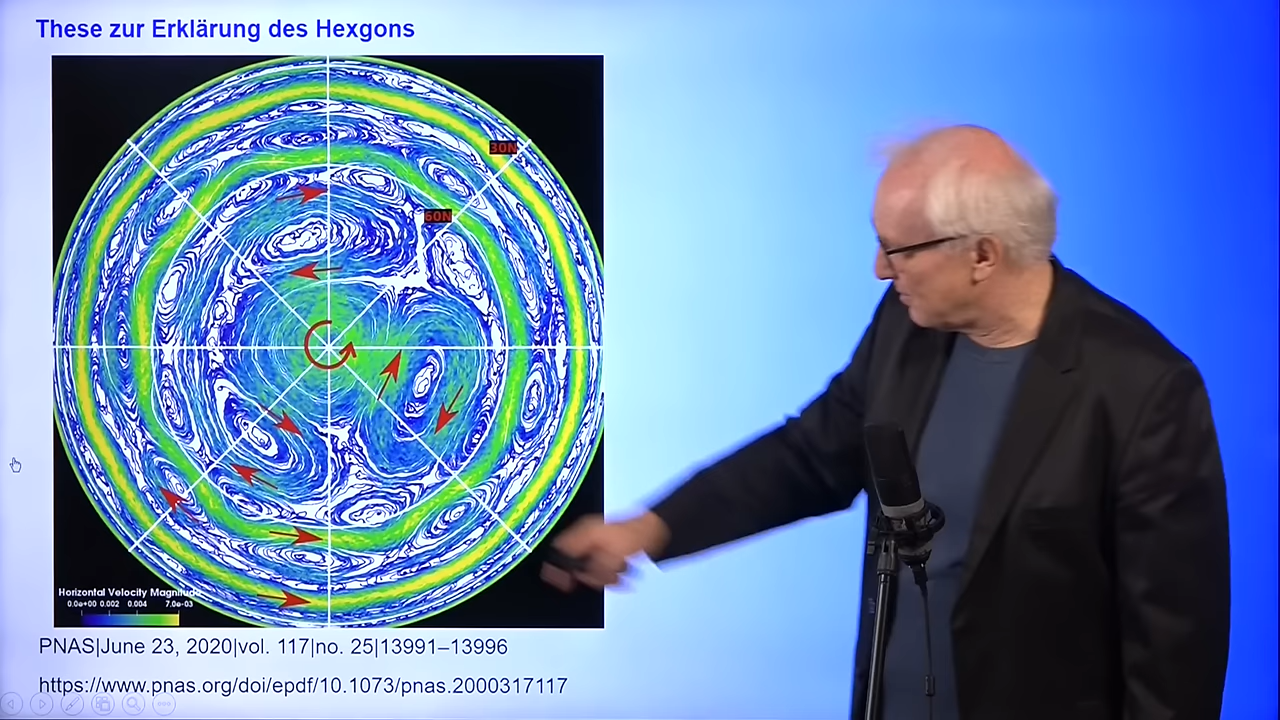 These zur Erklärung des Hexgons
30N
60N
Horizontal Velocity Magnitude
0.0e+00 0.002 0.004 7.0e-03
PNAS|June 23, 2020|vol. 117|no. 25|13991–13996
https://www.pnas.org/doi/epdf/10.1073/pnas.2000317117